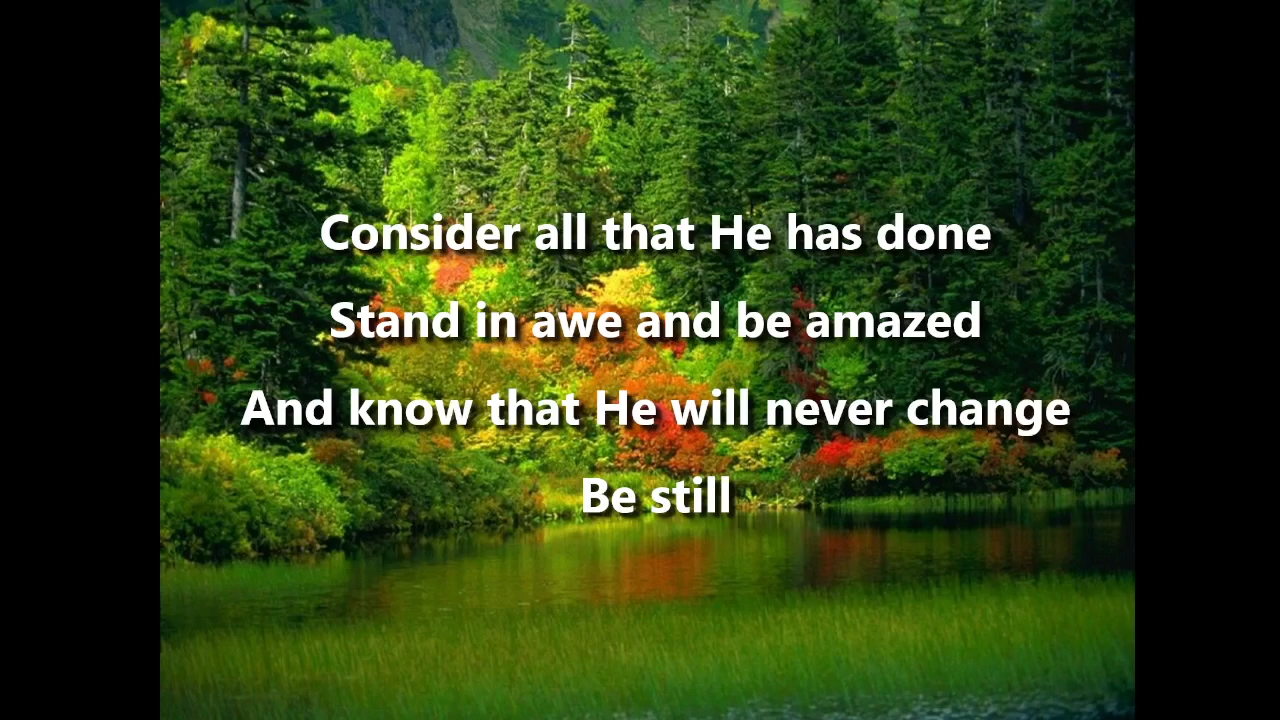 Consider all that He has done
Stand in awe and be amazed
And know that He will never change
Be still